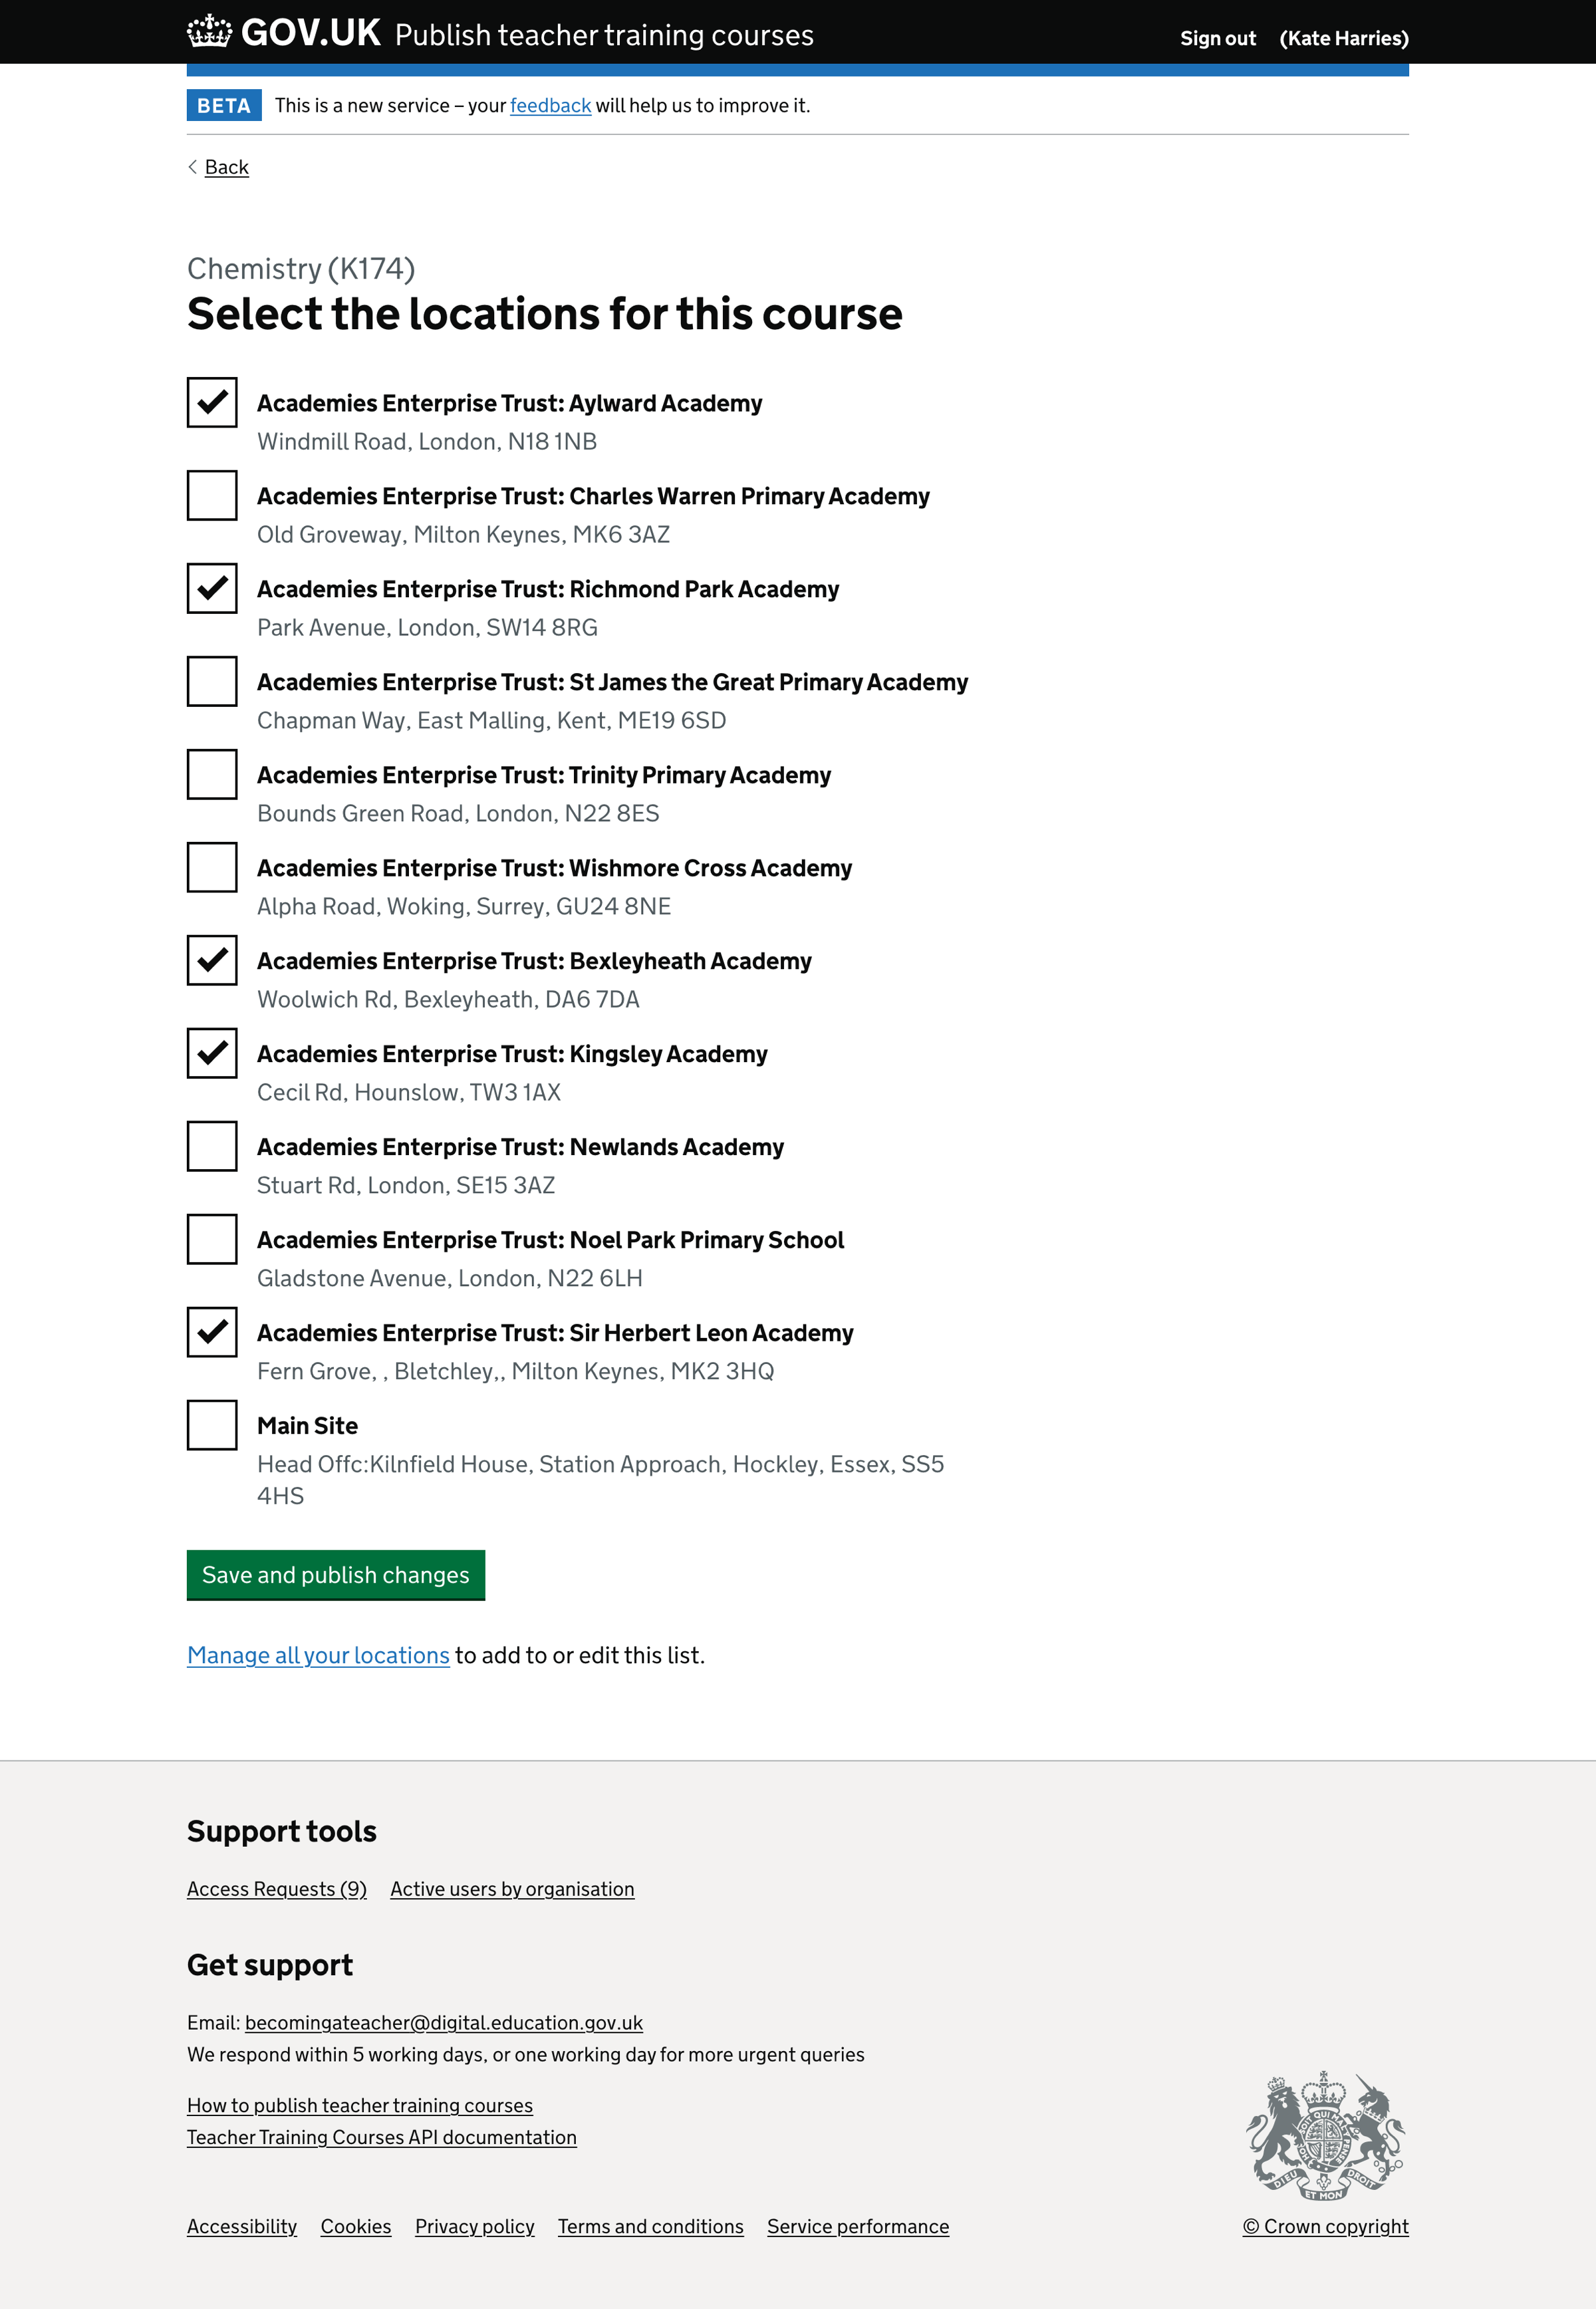 GOV.UK Publish teacher training courses Sign out (Kate Harries)
BETA This is a new service – your feedback will help us to improve it.
Back
Chemistry (K174)
Select the locations for this course
Academies Enterprise Trust: Aylward Academy
Windmill Road, London, N18 1NB
Academies Enterprise Trust: Charles Warren Primary Academy
Old Groveway, Milton Keynes, MK6 3AZ
Academies Enterprise Trust: Richmond Park Academy
Park Avenue, London, SW14 8RG
Academies Enterprise Trust: St James the Great Primary Academy
Chapman Way, East Malling, Kent, ME19 6SD
Academies Enterprise Trust: Trinity Primary Academy
Bounds Green Road, London, N22 8ES
Academies Enterprise Trust: Wishmore Cross Academy
Alpha Road, Woking, Surrey, GU24 8NE
Academies Enterprise Trust: Bexleyheath Academy
Woolwich Rd, Bexleyheath, DA6 7DA
Academies Enterprise Trust: Kingsley Academy
Cecil Rd, Hounslow, TW3 1AX
Academies Enterprise Trust: Newlands Academy
Stuart Rd, London, SE15 3AZ
Academies Enterprise Trust: Noel Park Primary School
Gladstone Avenue, London, N22 6LH
Academies Enterprise Trust: Sir Herbert Leon Academy
Fern Grove, , Bletchley,, Milton Keynes, MK2 3HQ
Main Site
Head Offc:Kilnfield House, Station Approach, Hockley, Essex, SS5
4HS
Save and publish changes
Manage all your locations to add to or edit this list.
Support tools
Access Requests (9) Active users by organisation
Get support
Email: becomingateacher@digital.education.gov.uk
We respond within 5 working days, or one working day for more urgent queries
How to publish teacher training courses
Teacher Training Courses API documentation
DIEU ET MON DROIT
Accessibility Cookies Privacy policy Terms and conditions Service performance © Crown copyright